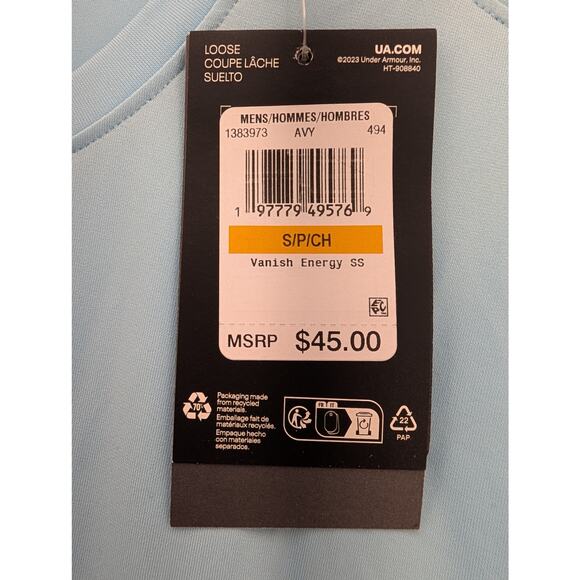 LOOSE
COUPE LÂCHE
SUELTO
UA.COM
©2023 Under Armour, Inc.
HT-908840
MENS/HOMMES/HOMBRES
1383973 AVY 494
1 97779 49576 9
S/P/CH
Vanish Energy SS
MSRP $45.00
70%
Packaging made
from recycled
materials.
Emballage fait de
matériaux recyclés.
Empaque hecho
con materiales
separados.
FR
22
PAP